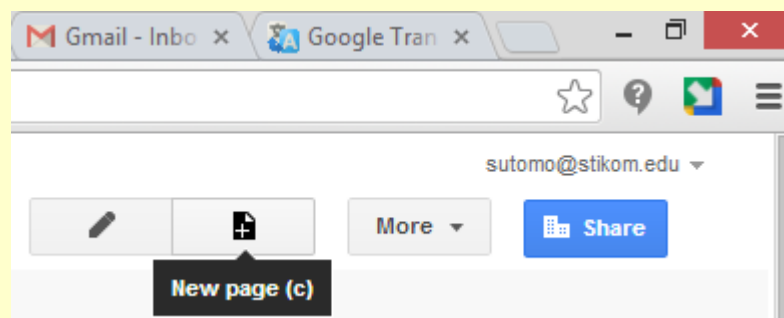 Gmail - Inbo
Google Tran
sutomo@stikom.edu
More
Share
New page (c)